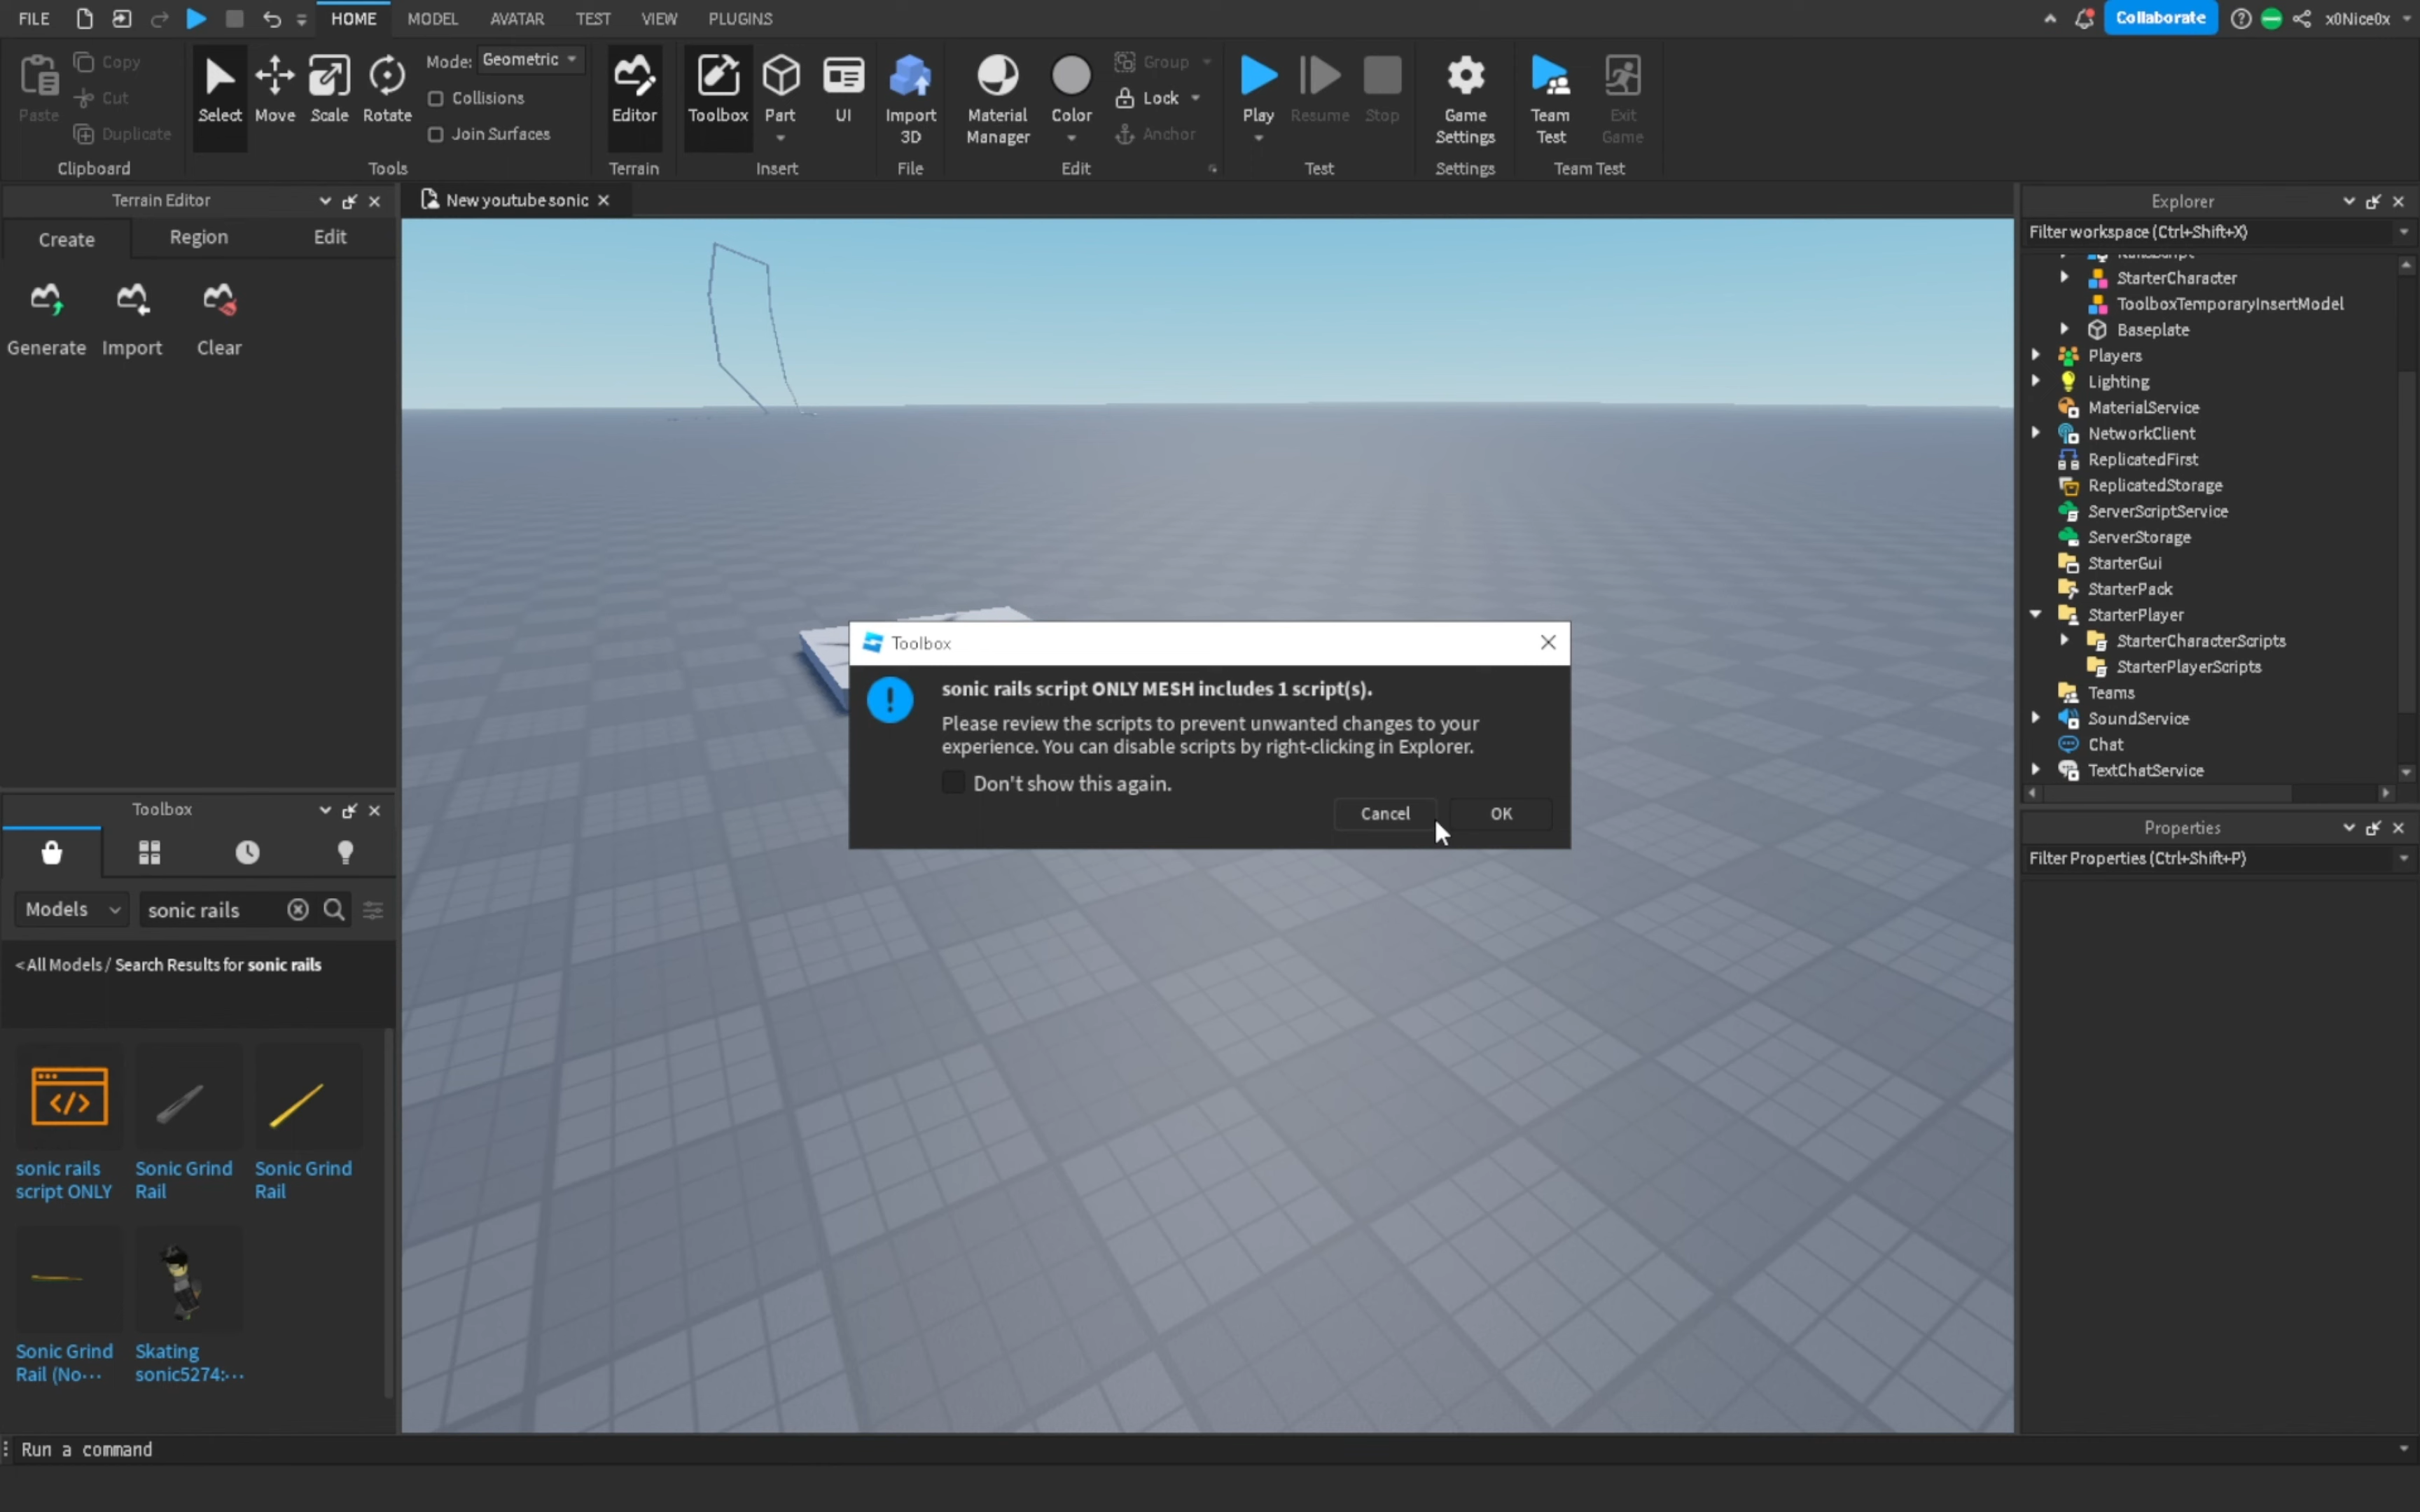 FILE
HOME
MODEL
AVATAR
TEST
VIEW
PLUGINS
Collaborate
x0Nice0x
Paste
Copy
Cut
Duplicate
Clipboard
Select
Move
Scale
Rotate
Mode: Geometric
Collisions
Join Surfaces
Tools
Editor
Terrain
Toolbox
Part
UI
Insert
Import
3D
File
Material
Manager
Color
Group
Lock
Anchor
Edit
Play
Resume
Stop
Test
Game
Settings
Settings
Team
Test
Exit
Game
Team Test
Terrain Editor
Create
Region
Edit
Generate
Import
Clear
New youtube sonic
Toolbox
sonic rails script ONLY MESH includes 1 script(s).
Please review the scripts to prevent unwanted changes to your
experience. You can disable scripts by right-clicking in Explorer.
Don't show this again.
Cancel
OK
Toolbox
Models
sonic rails
<All Models / Search Results for sonic rails
sonic rails
script ONLY
Sonic Grind
Rail
Sonic Grind
Rail
Sonic Grind
Rail (No...
Skating
sonic5274:...
Explorer
Filter workspace (Ctrl+Shift+X)
StarterCharacter
ToolboxTemporaryInsertModel
Baseplate
Players
Lighting
MaterialService
NetworkClient
ReplicatedFirst
ReplicatedStorage
ServerScriptService
ServerStorage
StarterGui
StarterPack
StarterPlayer
StarterCharacterScripts
StarterPlayerScripts
Teams
SoundService
Chat
TextChatService
Properties
Filter Properties (Ctrl+Shift+P)
Run a command